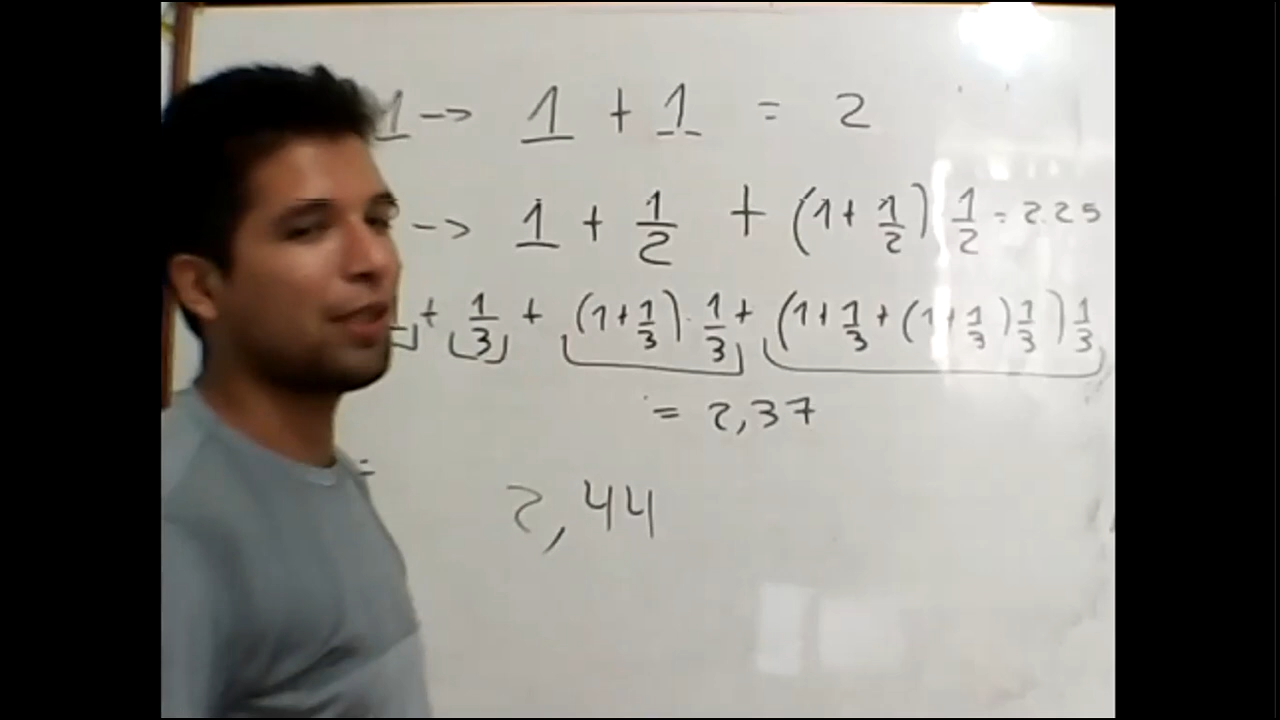 1 -> 1 + 1 = 2
-> 1 + 1/2 + (1 + 1/2) 1/2 = 2.25
+ 1/3 + (1 + 1/3) · 1/3 + (1 + 1/3 + (1 + 1/3) 1/3) 1/3
= 2,37
= 2,44